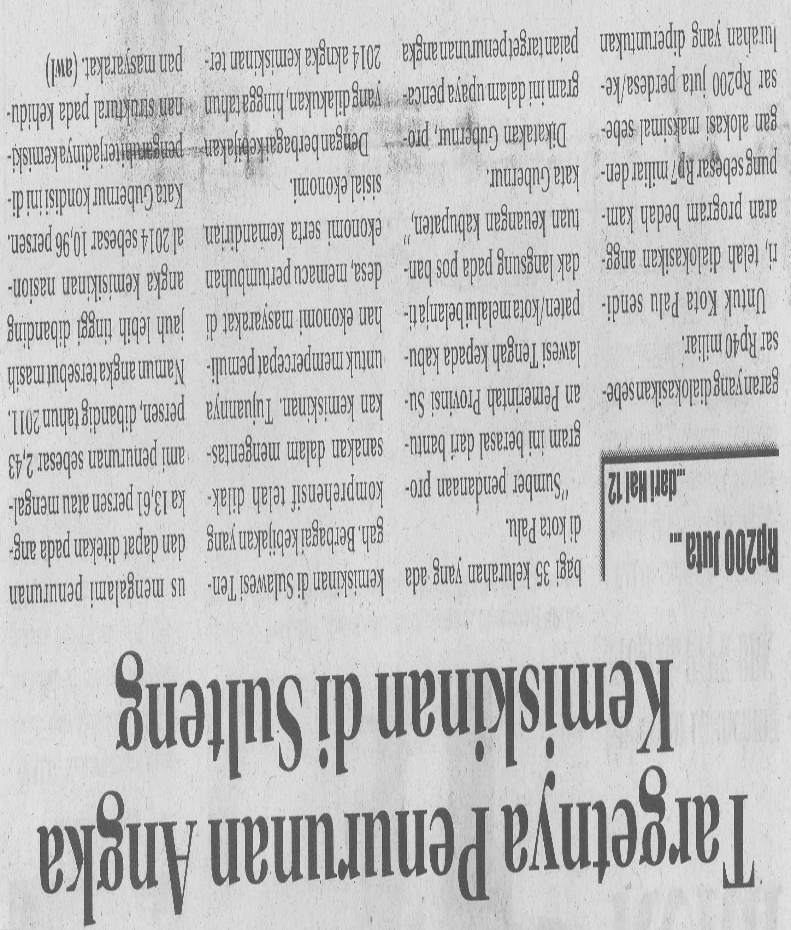 Targetnya Penurunan Angka
Kemiskinan di Sulteng
Rp200 Juta ...
...dari Hal 12
garan yang dialokasikan sebe-
sar Rp40 miliar.
Untuk Kota Palu sendi-
ri, telah dialokasikan angg-
aran program bedah kam-
pung sebesar Rp7 miliar den-
gan alokasi maksimal sebe-
sar Rp200 juta perdesa/ke-
lurahan yang diperuntukan
bagi 35 kelurahan yang ada
di kota Palu.
"Sumber pendanaan pro-
gram ini berasal dari bantu-
an Pemerintah Provinsi Su-
lawesi Tengah kepada kabu-
paten/kota melalui belanja ti-
dak langsung pada pos ban-
tuan keuangan kabupaten,"
kata Gubernur.
Dikatakan Gubernur, pro-
gram ini dalam upaya penca-
paian target penurunan angka
kemiskinan di Sulawesi Ten-
gah. Berbagai kebijakan yang
komprehensif telah dilak-
sanakan dalam mengentas-
kan kemiskinan. Tujuannya
untuk mempercepat pemuli-
han ekonomi masyarakat di
desa, memacu pertumbuhan
ekonomi serta kemandirian
sisial ekonomi.
Dengan berbagai kebijakan
yang dilakukan, hingga tahun
2014 akngka kemiskinan ter-
us mengalami penurunan
dan dapat ditekan pada ang-
ka 13,61 persen atau mengal-
ami penurunan sebesar 2,43
persen, dibandig tahun 2011.
Namun angka tersebut masih
jauh lebih tinggi dibanding
angka kemiskinan nasion-
al 2014 sebesar 10,96 persen.
Kata Gubernur kondisi ini di-
pengaruhi terjadinya kemiski-
nan struktural pada kehidu-
pan masyarakat. (awl)